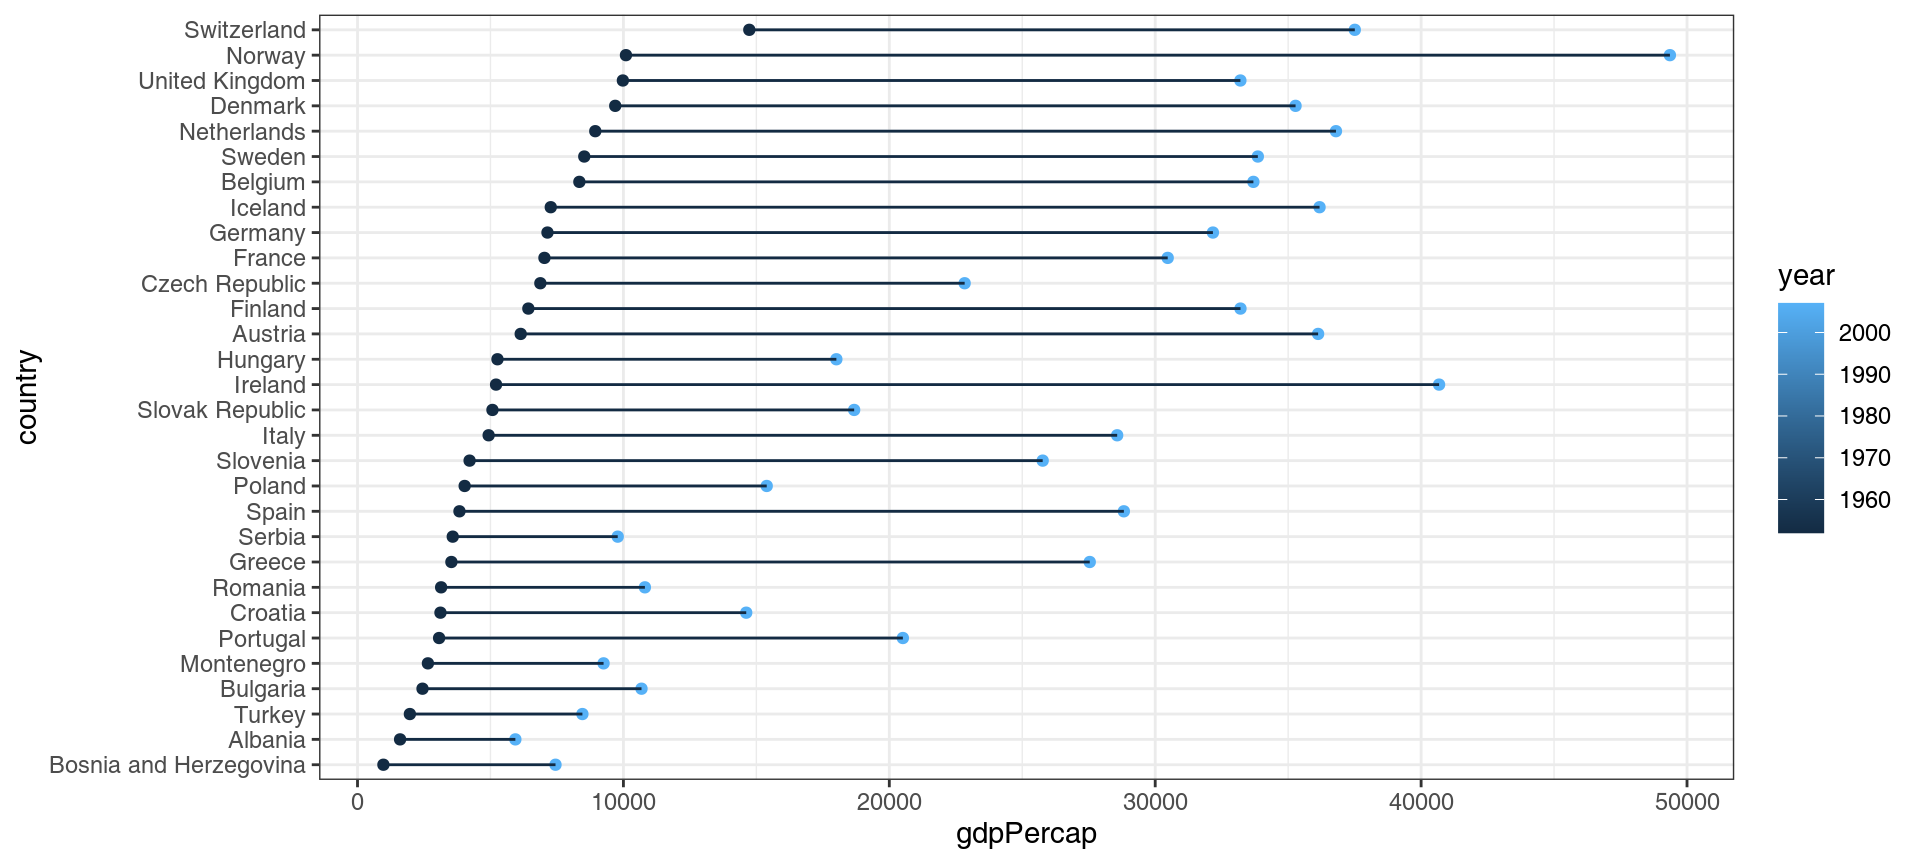 Switzerland
Norway
United Kingdom
Denmark
Netherlands
Sweden
Belgium
Iceland
Germany
France
Czech Republic
Finland
Austria
Hungary
Ireland
Slovak Republic
Italy
Slovenia
Poland
Spain
Serbia
Greece
Romania
Croatia
Portugal
Montenegro
Bulgaria
Turkey
Albania
Bosnia and Herzegovina
country
0 10000 20000 30000 40000 50000
gdpPercap
year
2000
1990
1980
1970
1960